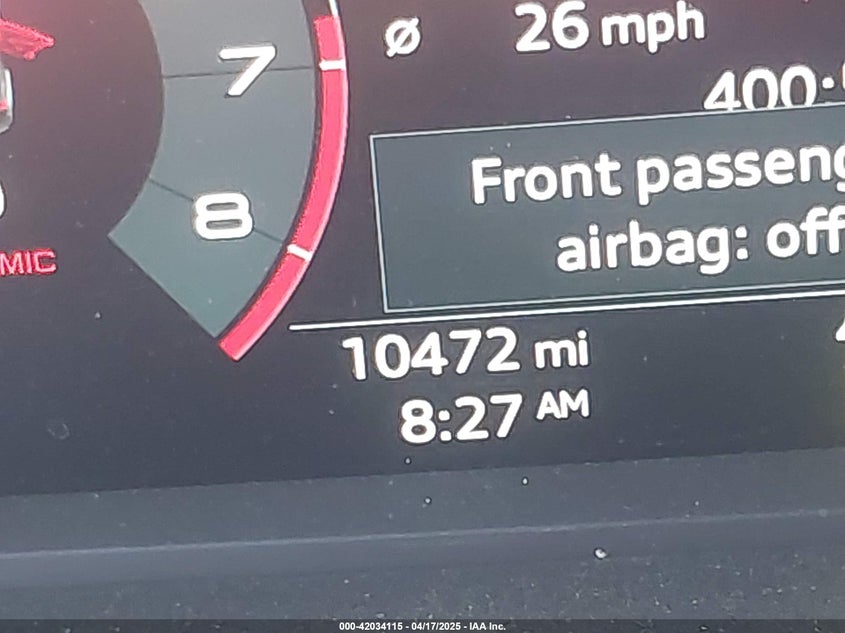 7
8
MIC
ø 26 mph
400
Front passeng
airbag: off
10472 mi
8:27 AM
000-42034115 - 04/17/2025 - IAA Inc.